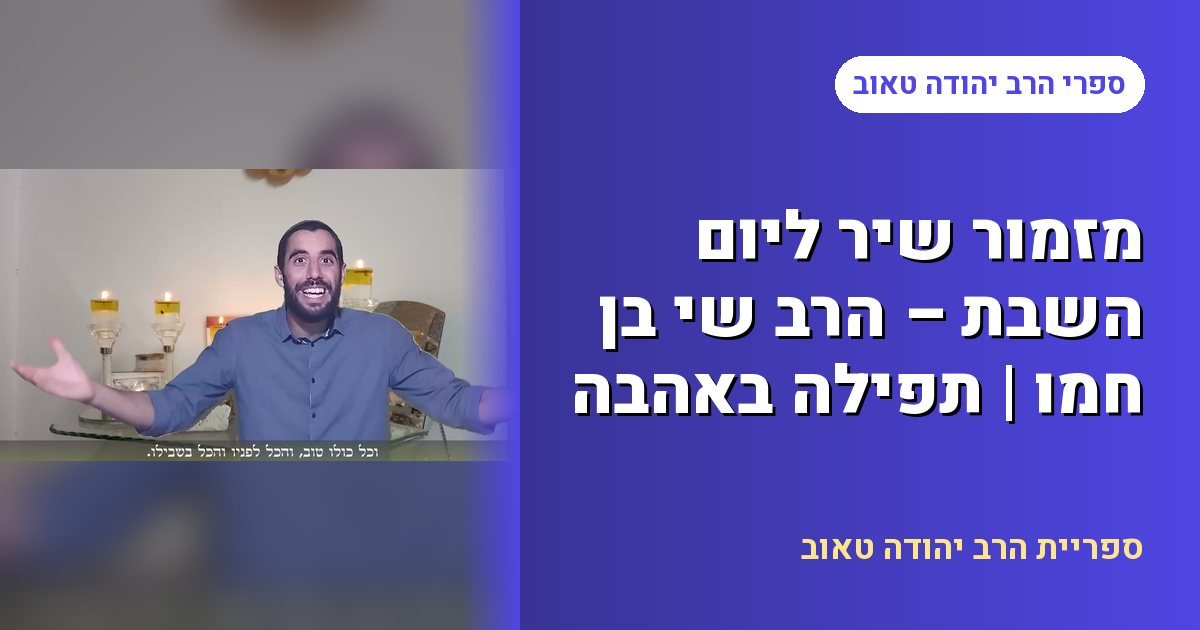 ספרי הרב יהודה טאוב
מזמור שיר ליום
השבת – הרב שי בן
חמו | תפילה באהבה
וכל כולו טוב, והכל לפניו והכל בשבילו.
ספריית הרב יהודה טאוב